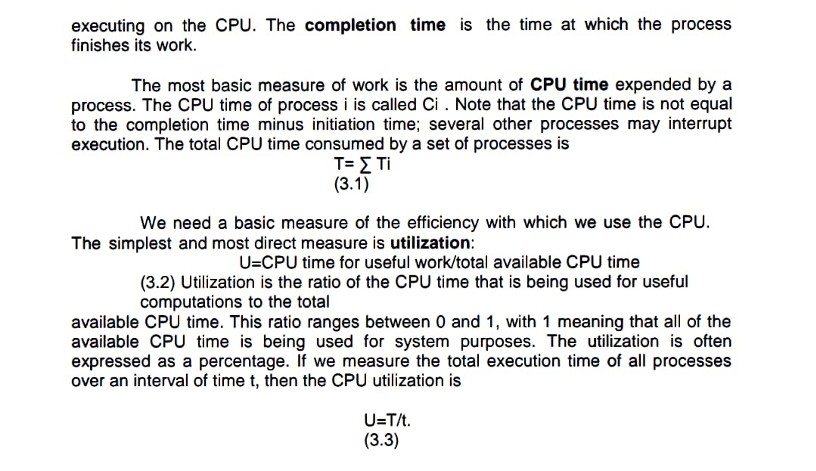 executing on the CPU. The completion time is the time at which the process
finishes its work.
The most basic measure of work is the amount of CPU time expended by a
process. The CPU time of process i is called Ci . Note that the CPU time is not equal
to the completion time minus initiation time; several other processes may interrupt
execution. The total CPU time consumed by a set of processes is
T= ∑ Ti
(3.1)
We need a basic measure of the efficiency with which we use the CPU.
The simplest and most direct measure is utilization:
U=CPU time for useful work/total available CPU time
(3.2) Utilization is the ratio of the CPU time that is being used for useful
computations to the total
available CPU time. This ratio ranges between 0 and 1, with 1 meaning that all of the
available CPU time is being used for system purposes. The utilization is often
expressed as a percentage. If we measure the total execution time of all processes
over an interval of time t, then the CPU utilization is
U=T/t.
(3.3)